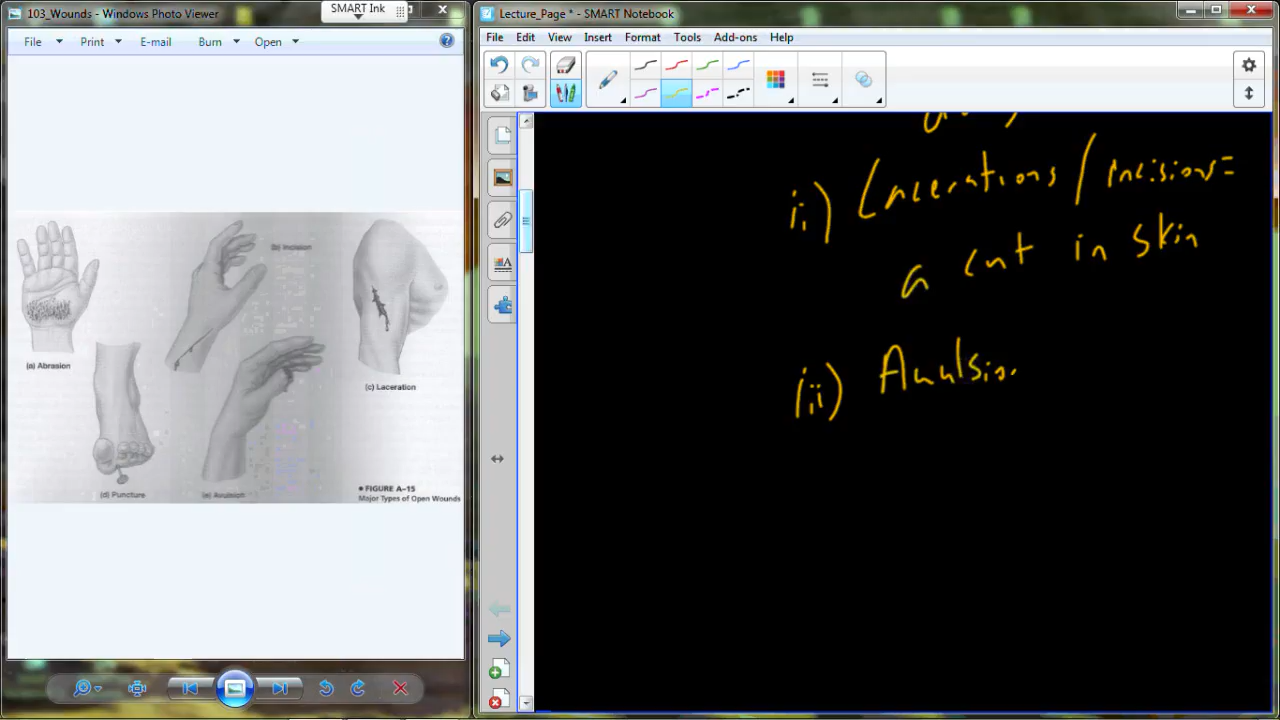 103_Wounds - Windows Photo Viewer
SMART Ink
File Print E-mail Burn Open
(b) Incision
(a) Abrasion
(c) Laceration
(d) Puncture
(e) Avulsion
FIGURE A-15
Major Types of Open Wounds
Lecture_Page * - SMART Notebook
File Edit View Insert Format Tools Add-ons Help
i.) Lacerations / incisions =
a cut in skin
(ii) Avulsion